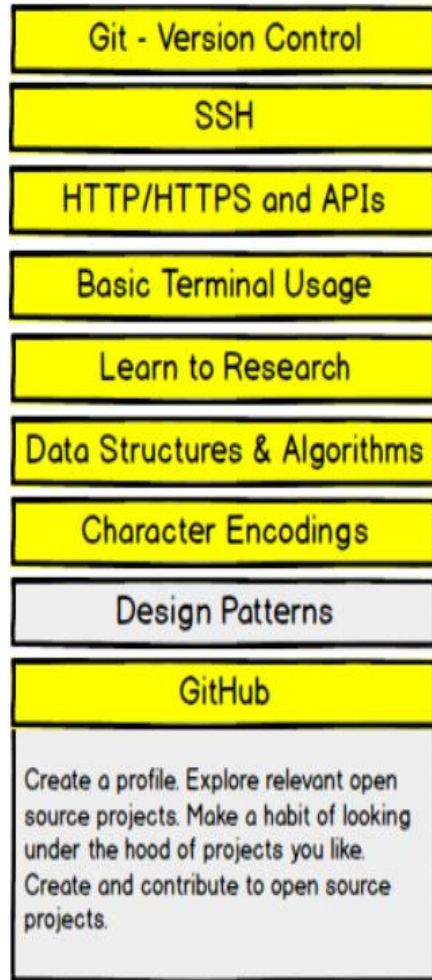 Git - Version Control
SSH
HTTP/HTTPS and APIs
Basic Terminal Usage
Learn to Research
Data Structures & Algorithms
Character Encodings
Design Patterns
GitHub
Create a profile. Explore relevant open
source projects. Make a habit of looking
under the hood of projects you like.
Create and contribute to open source
projects.